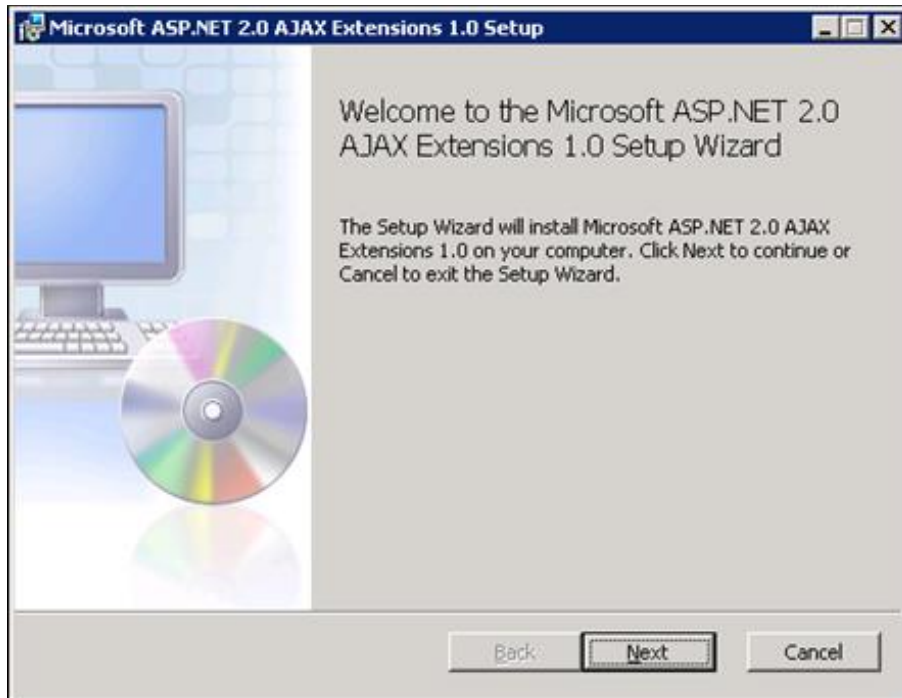 Microsoft ASP.NET 2.0 AJAX Extensions 1.0 Setup
Welcome to the Microsoft ASP.NET 2.0
AJAX Extensions 1.0 Setup Wizard
The Setup Wizard will install Microsoft ASP.NET 2.0 AJAX
Extensions 1.0 on your computer. Click Next to continue or
Cancel to exit the Setup Wizard.
Back Next Cancel